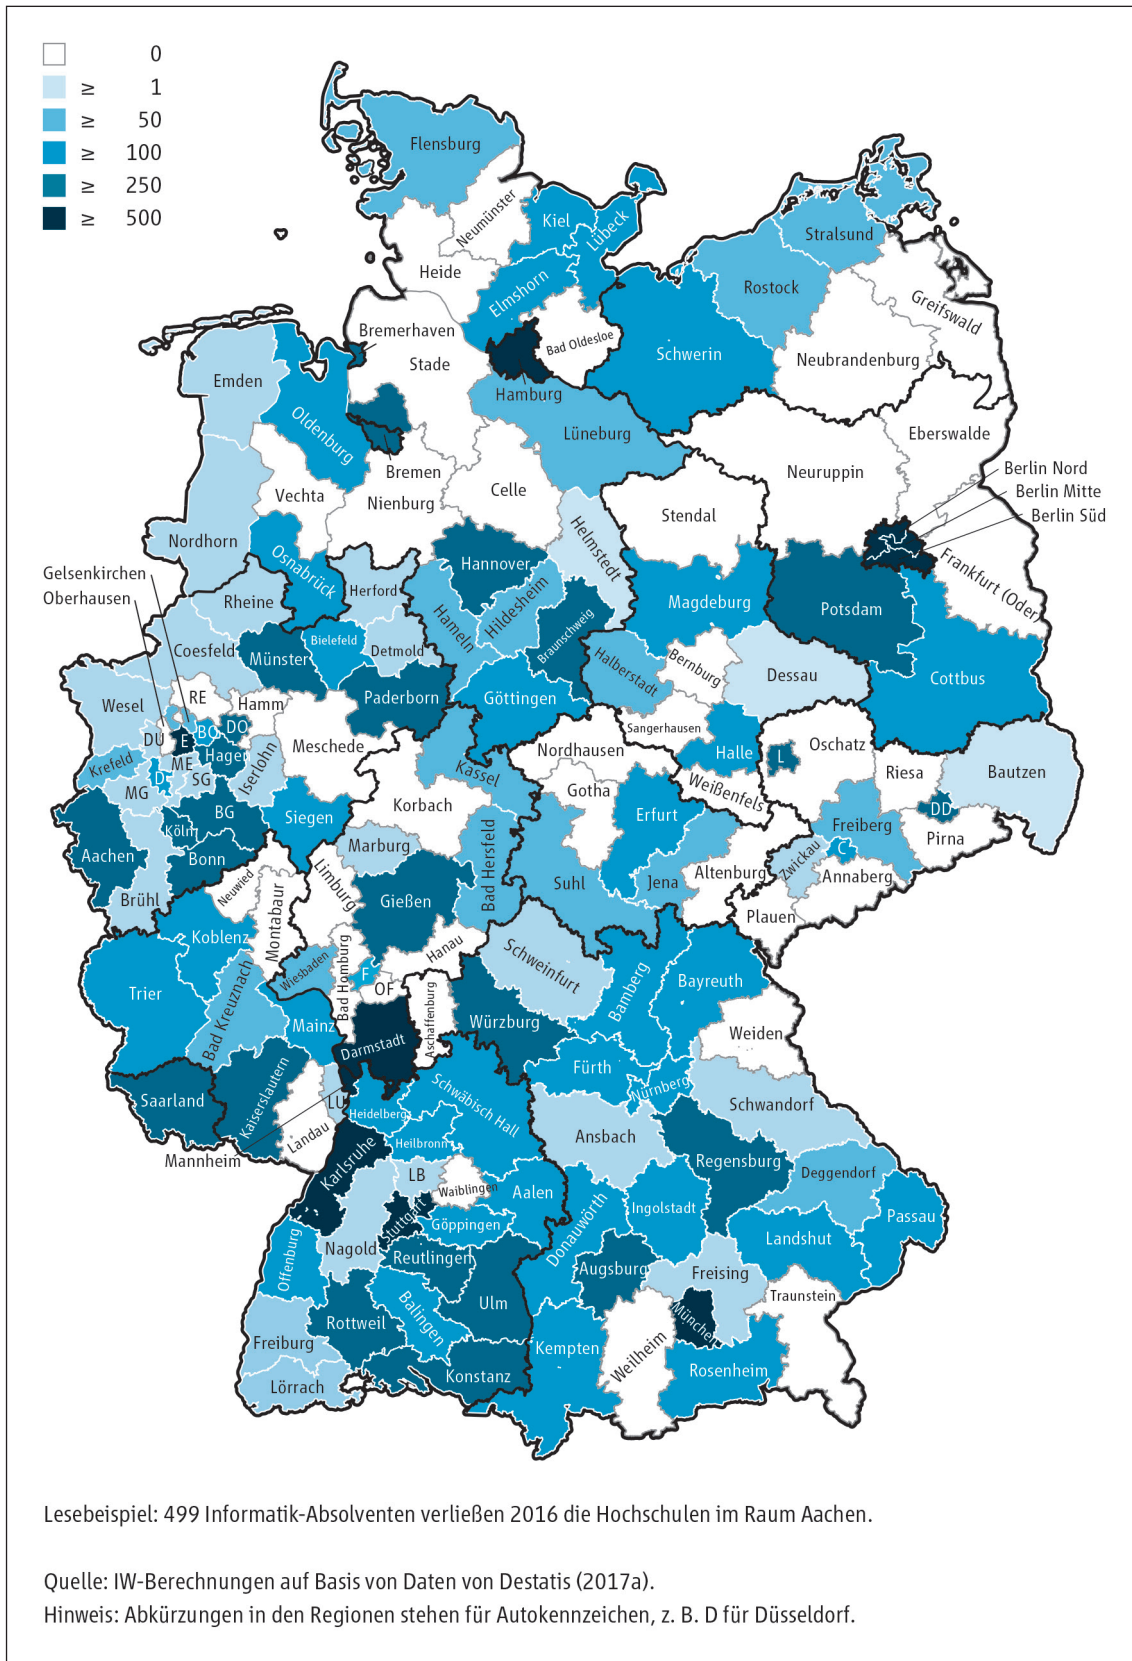 0
≥ 1
≥ 50
≥ 100
≥ 250
≥ 500
Flensburg
Neumünster
Kiel
Lübeck
Heide
Elmshorn
Stralsund
Rostock
Greifswald
Bremerhaven
Stade
Bad Oldesloe
Schwerin
Neubrandenburg
Emden
Hamburg
Oldenburg
Lüneburg
Eberswalde
Bremen
Neuruppin
Berlin Nord
Berlin Mitte
Berlin Süd
Vechta
Nienburg
Celle
Stendal
Nordhorn
Osnabrück
Hannover
Helmstedt
Frankfurt (Oder)
Gelsenkirchen
Oberhausen
Rheine
Herford
Hameln
Hildesheim
Magdeburg
Potsdam
Coesfeld
Münster
Bielefeld
Detmold
Braunschweig
Halberstadt
Bernburg
Dessau
Cottbus
Wesel
RE
Hamm
Paderborn
Göttingen
Sangerhausen
DU
E
BO
DO
Meschede
Nordhausen
Halle
L
Oschatz
Krefeld
D
ME
Hagen
SG
Iserlohn
Kassel
Weißenfels
Riesa
Bautzen
MG
Gotha
Korbach
Siegen
Erfurt
Freiberg
DD
Pirna
Köln
BG
Aachen
Bonn
Marburg
Bad Hersfeld
Zwickau
C
Annaberg
Brühl
Neuwied
Montabaur
Limburg
Gießen
Suhl
Jena
Altenburg
Plauen
Koblenz
Hanau
Schweinfurt
Trier
Wiesbaden
Bad Homburg
F
OF
Aschaffenburg
Bamberg
Bayreuth
Bad Kreuznach
Mainz
Würzburg
Weiden
Darmstadt
Fürth
Nürnberg
Saarland
Kaiserslautern
LU
Heidelberg
Schwäbisch Hall
Schwandorf
Landau
Mannheim
Karlsruhe
Heilbronn
Ansbach
Regensburg
Deggendorf
LB
Waiblingen
Aalen
Stuttgart
Göppingen
Donauwörth
Ingolstadt
Passau
Landshut
Offenburg
Nagold
Reutlingen
Augsburg
Freising
Traunstein
Rottweil
Balingen
Ulm
München
Freiburg
Kempten
Weilheim
Rosenheim
Lörrach
Konstanz
Lesebeispiel: 499 Informatik-Absolventen verließen 2016 die Hochschulen im Raum Aachen.
Quelle: IW-Berechnungen auf Basis von Daten von Destatis (2017a).
Hinweis: Abkürzungen in den Regionen stehen für Autokennzeichen, z. B. D für Düsseldorf.